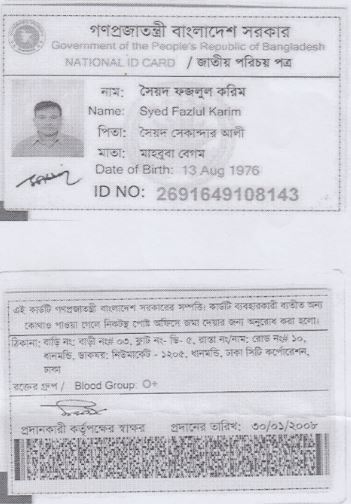 গণপ্রজাতন্ত্রী বাংলাদেশ সরকার
Government of the People's Republic of Bangladesh
NATIONAL ID CARD / জাতীয় পরিচয় পত্র
নাম: সৈয়দ ফজলুল করিম
Name: Syed Fazlul Karim
পিতা: সৈয়দ সেকান্দার আলী
মাতা: মাহবুবা বেগম
Date of Birth: 13 Aug 1976
ID NO: 2691649108143
এই কার্ডটি গণপ্রজাতন্ত্রী বাংলাদেশ সরকারের সম্পত্তি। কার্ডটি ব্যবহারকারী ব্যতীত অন্য
কোথাও পাওয়া গেলে নিকটস্থ পোস্ট অফিসে জমা দেয়ার জন্য অনুরোধ করা হলো।
ঠিকানা: বাড়ি নং: বাড়ী নং# ০৩, ফ্লাট নং- ডি- ৫, রাস্তা নং/নাম: রোড নং# ১০,
ধানমন্ডি, ডাকঘর: নিউমার্কেট - ১২০৫, ধানমন্ডি, ঢাকা সিটি কর্পোরেশন,
ঢাকা
রক্তের গ্রুপ / Blood Group: O+
প্রদানকারী কর্তৃপক্ষের স্বাক্ষর প্রদানের তারিখ: ৩০/০১/২০০৮